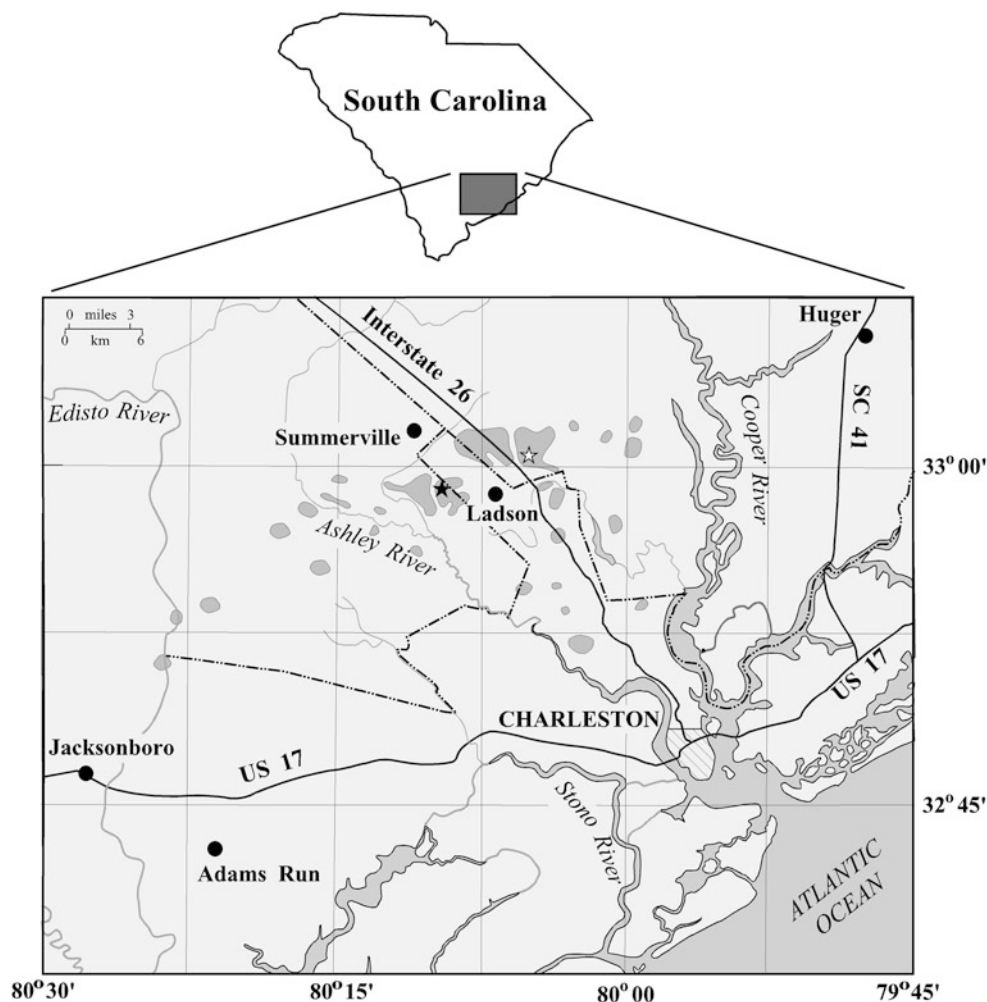 South Carolina
0 miles 3
0 km 6
Huger
Interstate 26
SC 41
Edisto River
Cooper River
Summerville
33° 00'
Ladson
Ashley River
US 17
CHARLESTON
Jacksonboro
US 17
Stono River
32° 45'
Adams Run
ATLANTIC
OCEAN
80° 30'
80° 15'
80° 00'
79° 45'